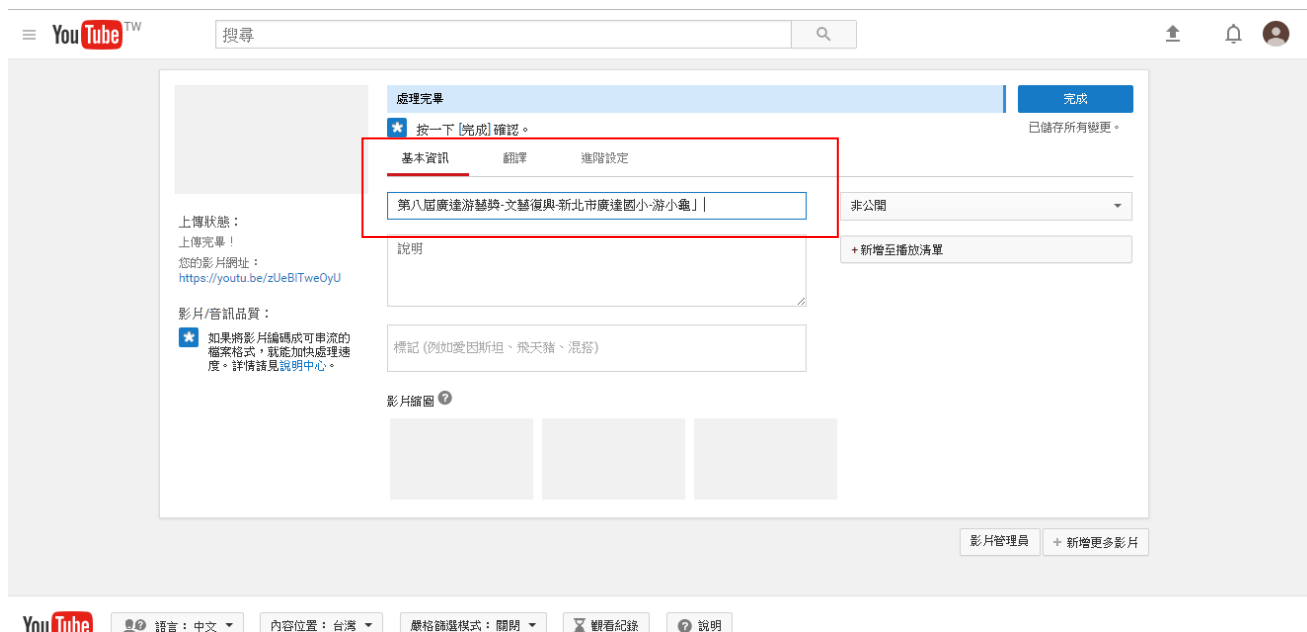 YouTube TW
搜尋
處理完畢
完成
按一下 [完成] 確認。
已儲存所有變更。
基本資訊 翻譯 進階設定
第八屆廣達游藝獎-文藝復興-新北市廣達國小-游小龜」
非公開
上傳狀態：
上傳完畢！
您的影片網址：
https://youtu.be/zUeBlTweOyU
說明
+ 新增至播放清單
影片/音訊品質：
如果將影片編碼成可串流的
檔案格式，就能加快處理速
度。詳情請見說明中心。
標記 (例如愛因斯坦、飛天豬、混搭)
影片縮圖 ?
影片管理員 + 新增更多影片
YouTube 語言：中文 內容位置：台灣 嚴格篩選模式：關閉 觀看紀錄 ? 說明